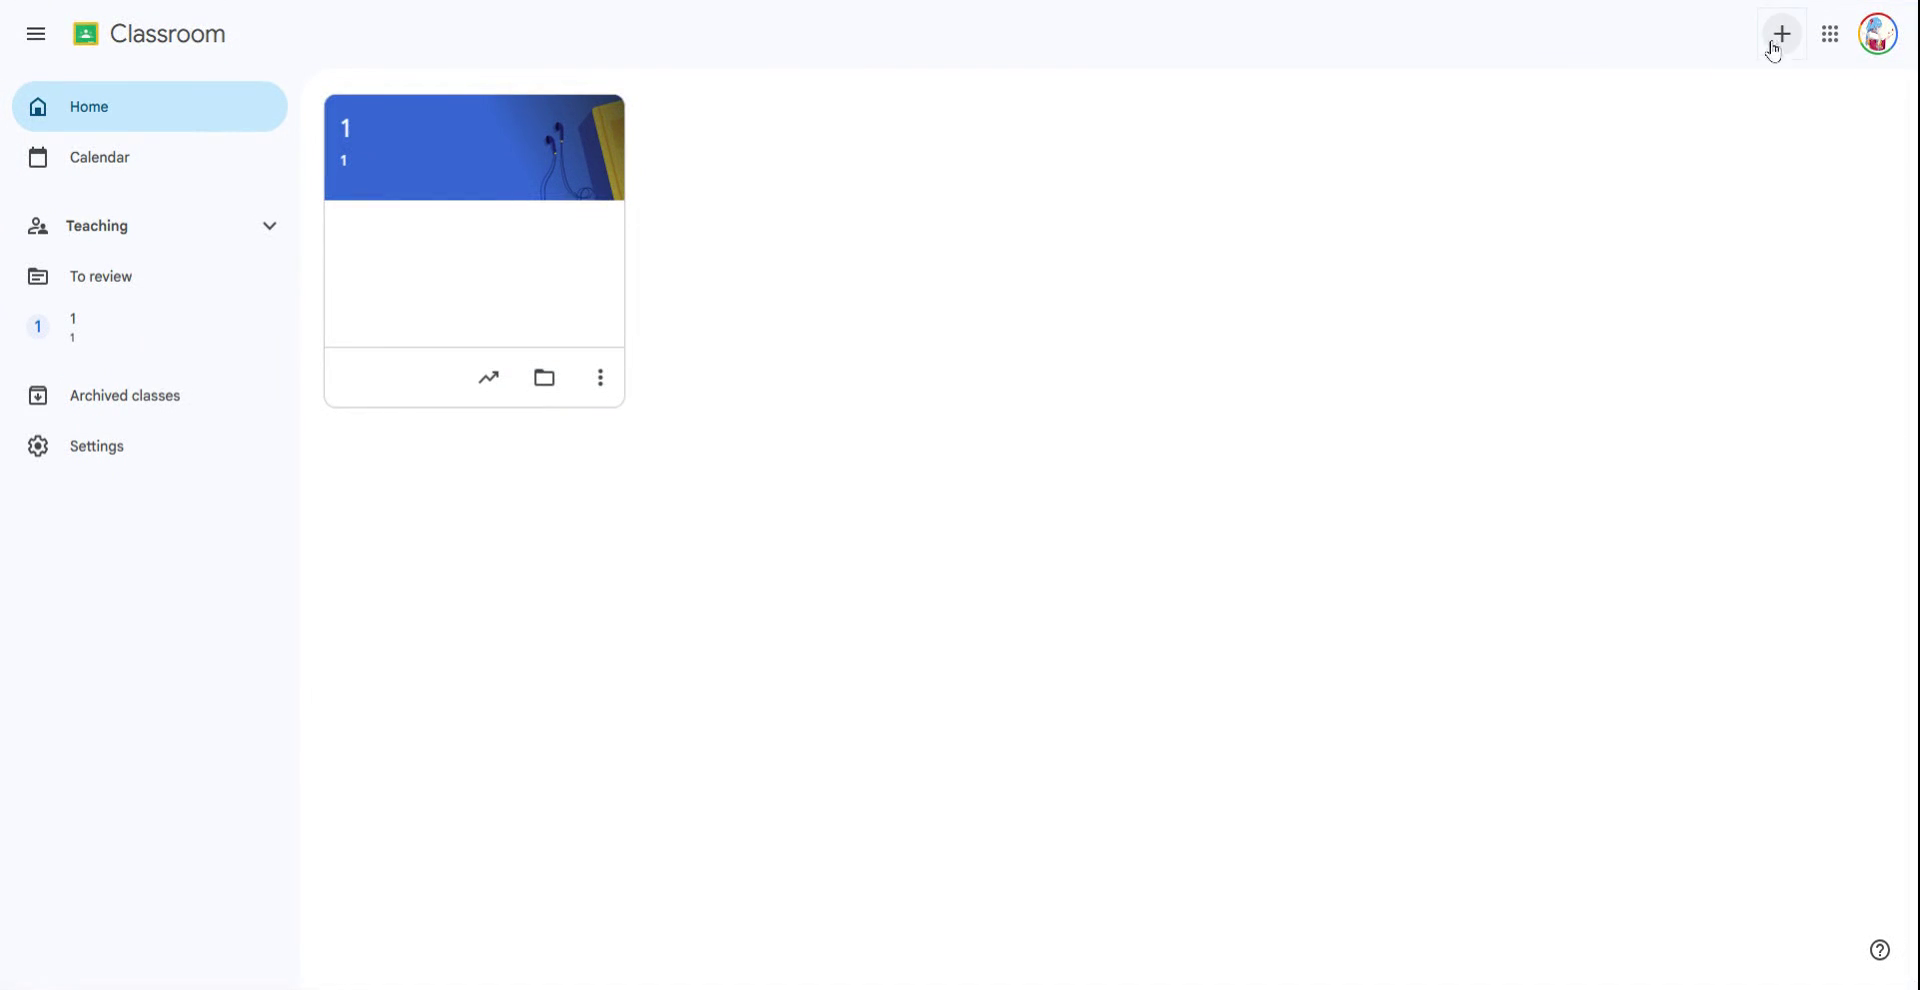 Classroom
Home
Calendar
Teaching
To review
1
1
1
Archived classes
Settings
1
1